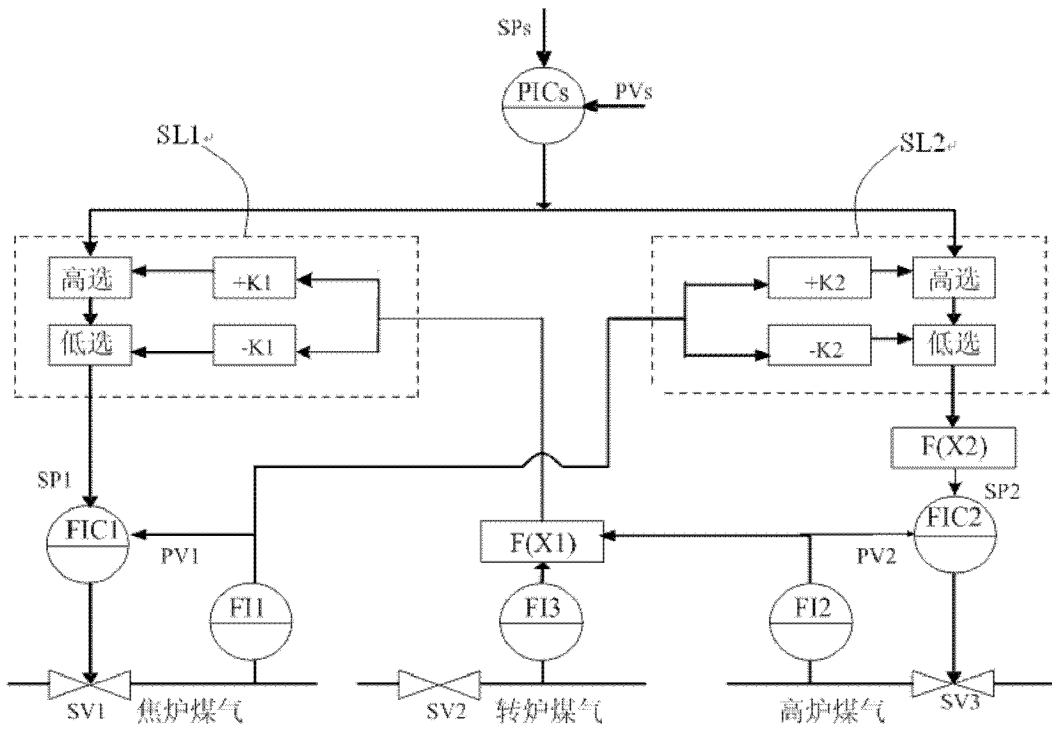 SPs
PICs
PVs
SL1
SL2
高选
+K1
低选
-K1
+K2
高选
-K2
低选
F(X2)
SP1
SP2
FIC1
PV1
F(X1)
PV2
FIC2
FI1
FI3
FI2
SV1
焦炉煤气
SV2
转炉煤气
高炉煤气
SV3